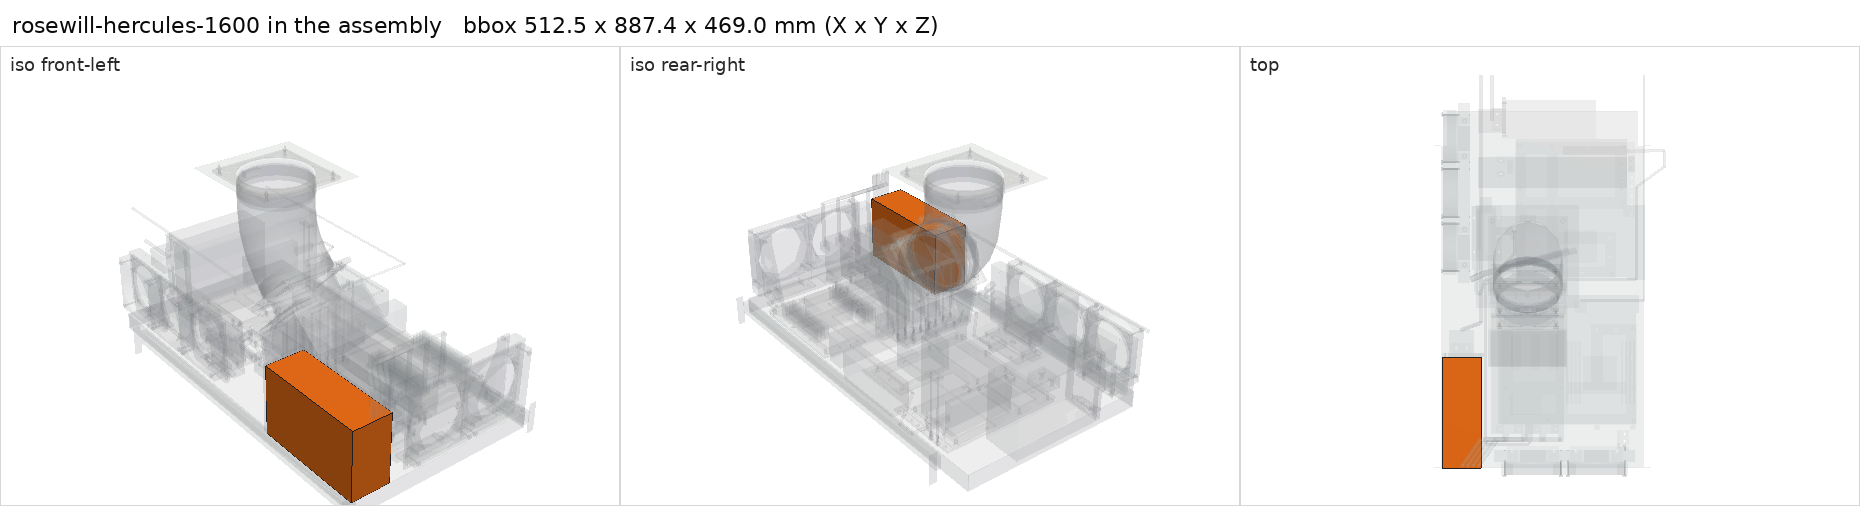 rosewill-hercules-1600 in the assembly   bbox 512.5 x 887.4 x 469.0 mm (X x Y x Z)
iso front-left
iso rear-right
top